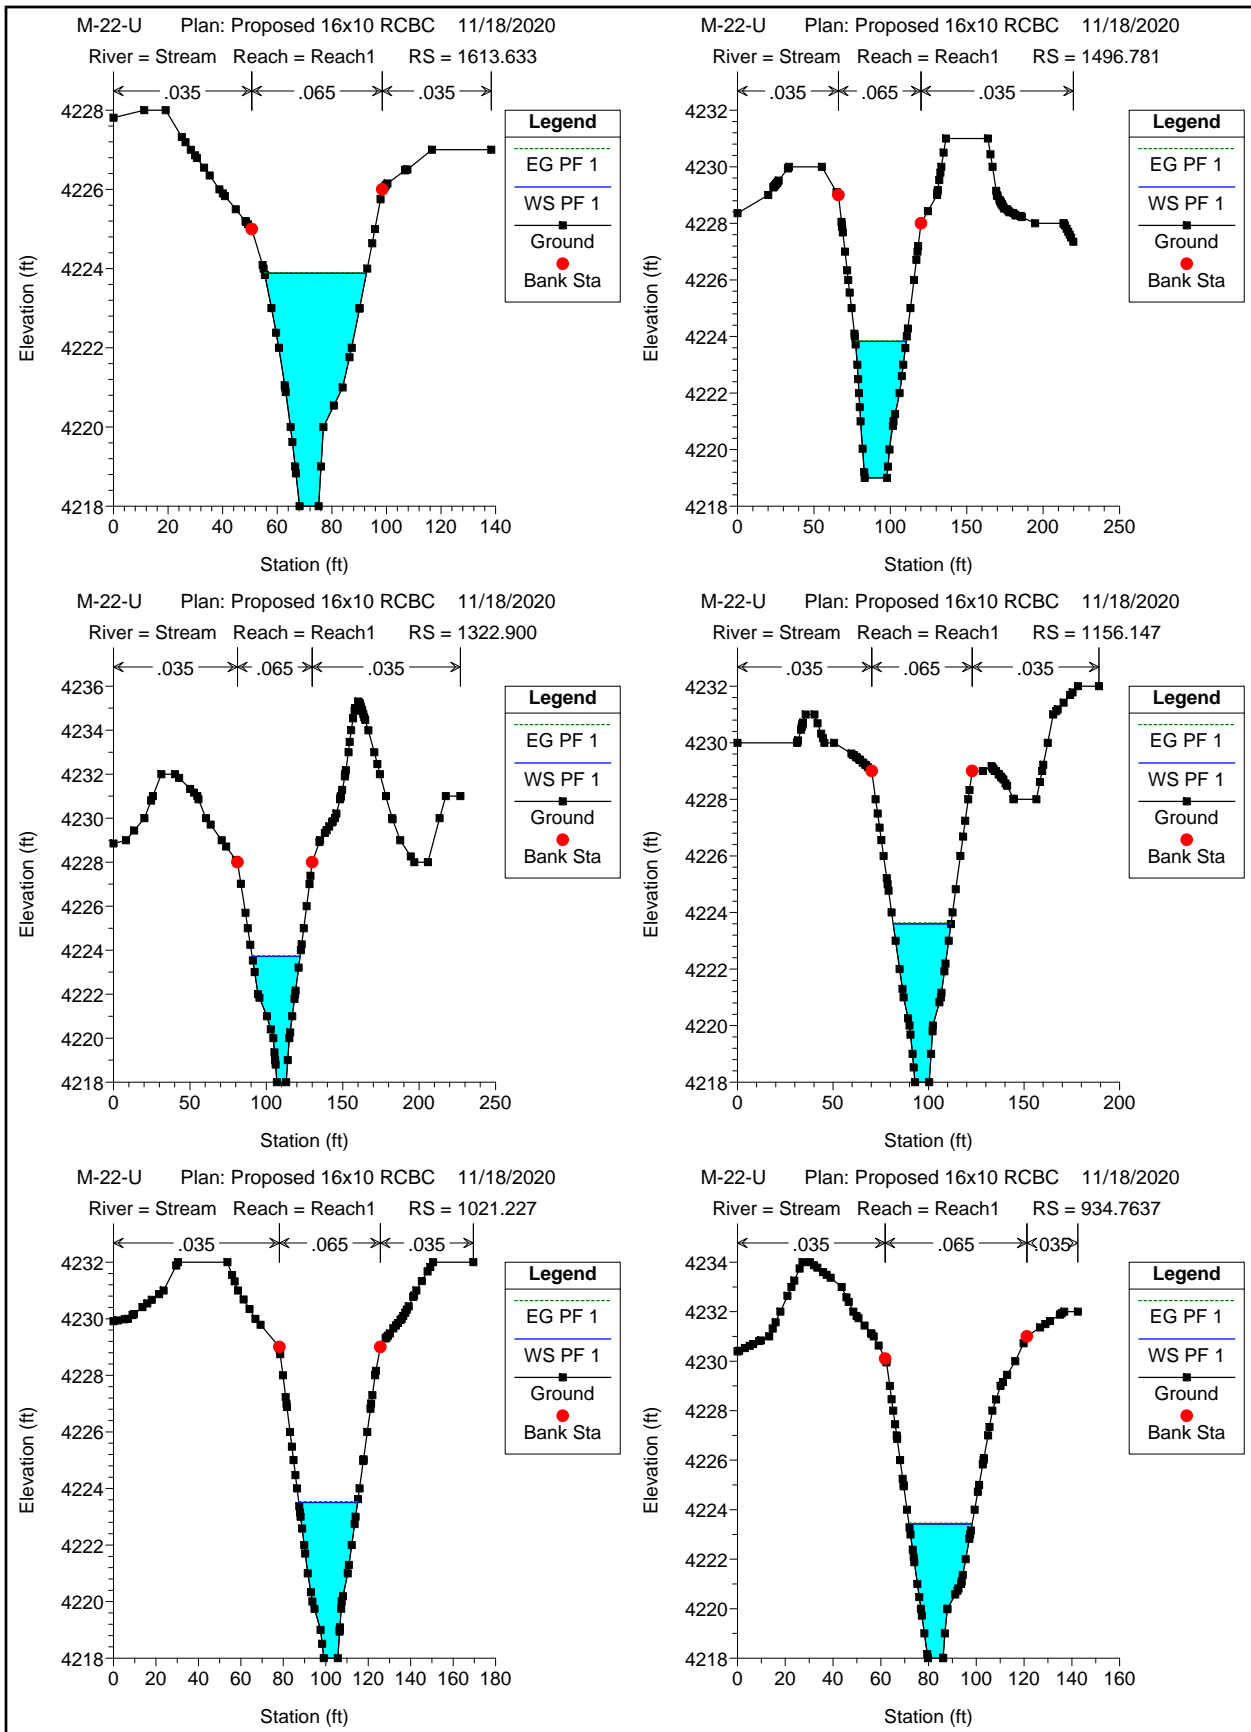 M-22-U Plan: Proposed 16x10 RCBC 11/18/2020
River = Stream Reach = Reach1 RS = 1613.633
.035 .065 .035
4228
4226
4224
4222
4220
4218
Elevation (ft)
0 20 40 60 80 100 120 140
Station (ft)
Legend
EG PF 1
WS PF 1
Ground
Bank Sta
M-22-U Plan: Proposed 16x10 RCBC 11/18/2020
River = Stream Reach = Reach1 RS = 1496.781
.035 .065 .035
4232
4230
4228
4226
4224
4222
4220
4218
Elevation (ft)
0 50 100 150 200 250
Station (ft)
Legend
EG PF 1
WS PF 1
Ground
Bank Sta
M-22-U Plan: Proposed 16x10 RCBC 11/18/2020
River = Stream Reach = Reach1 RS = 1322.900
.035 .065 .035
4236
4234
4232
4230
4228
4226
4224
4222
4220
4218
Elevation (ft)
0 50 100 150 200 250
Station (ft)
Legend
EG PF 1
WS PF 1
Ground
Bank Sta
M-22-U Plan: Proposed 16x10 RCBC 11/18/2020
River = Stream Reach = Reach1 RS = 1156.147
.035 .065 .035
4232
4230
4228
4226
4224
4222
4220
4218
Elevation (ft)
0 50 100 150 200
Station (ft)
Legend
EG PF 1
WS PF 1
Ground
Bank Sta
M-22-U Plan: Proposed 16x10 RCBC 11/18/2020
River = Stream Reach = Reach1 RS = 1021.227
.035 .065 .035
4232
4230
4228
4226
4224
4222
4220
4218
Elevation (ft)
0 20 40 60 80 100 120 140 160 180
Station (ft)
Legend
EG PF 1
WS PF 1
Ground
Bank Sta
M-22-U Plan: Proposed 16x10 RCBC 11/18/2020
River = Stream Reach = Reach1 RS = 934.7637
.035 .065 .035
4234
4232
4230
4228
4226
4224
4222
4220
4218
Elevation (ft)
0 20 40 60 80 100 120 140 160
Station (ft)
Legend
EG PF 1
WS PF 1
Ground
Bank Sta